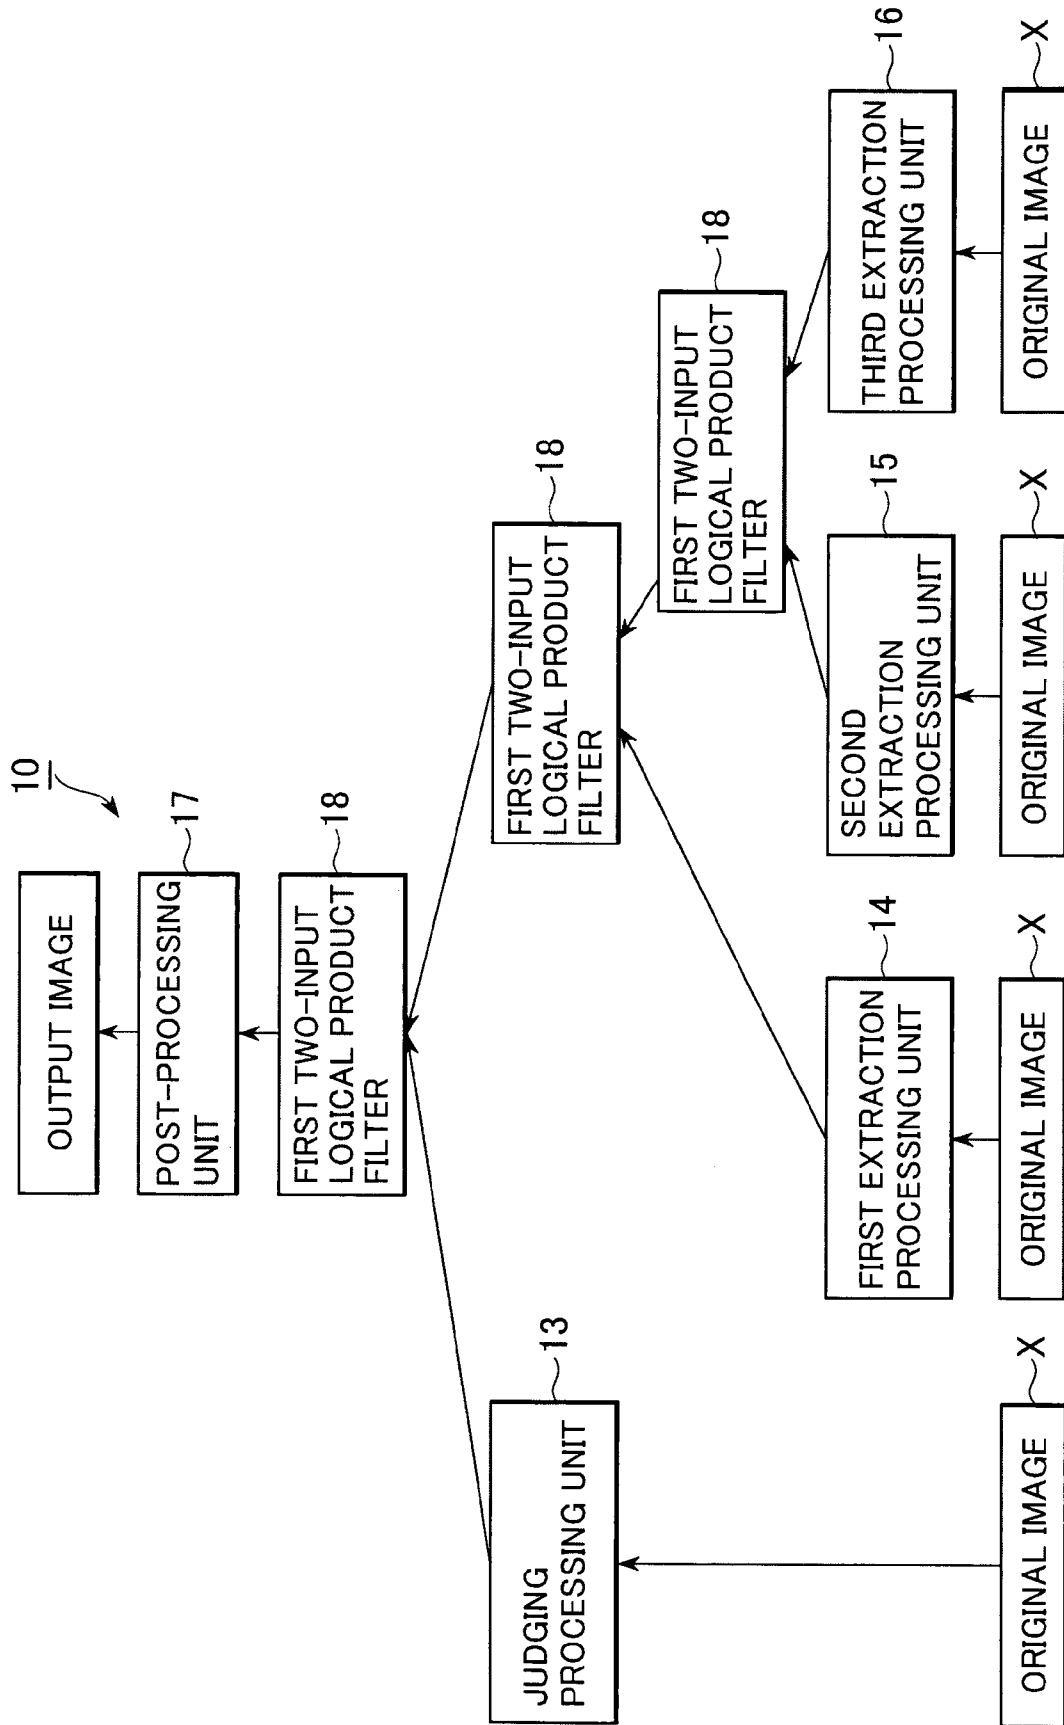 10
OUTPUT IMAGE
POST-PROCESSING
UNIT
17
FIRST TWO-INPUT
LOGICAL PRODUCT
FILTER
18
JUDGING
PROCESSING UNIT
13
FIRST TWO-INPUT
LOGICAL PRODUCT
FILTER
18
FIRST TWO-INPUT
LOGICAL PRODUCT
FILTER
18
FIRST EXTRACTION
PROCESSING UNIT
14
SECOND
EXTRACTION
PROCESSING UNIT
15
THIRD EXTRACTION
PROCESSING UNIT
16
ORIGINAL IMAGE
X
ORIGINAL IMAGE
X
ORIGINAL IMAGE
X
ORIGINAL IMAGE
X